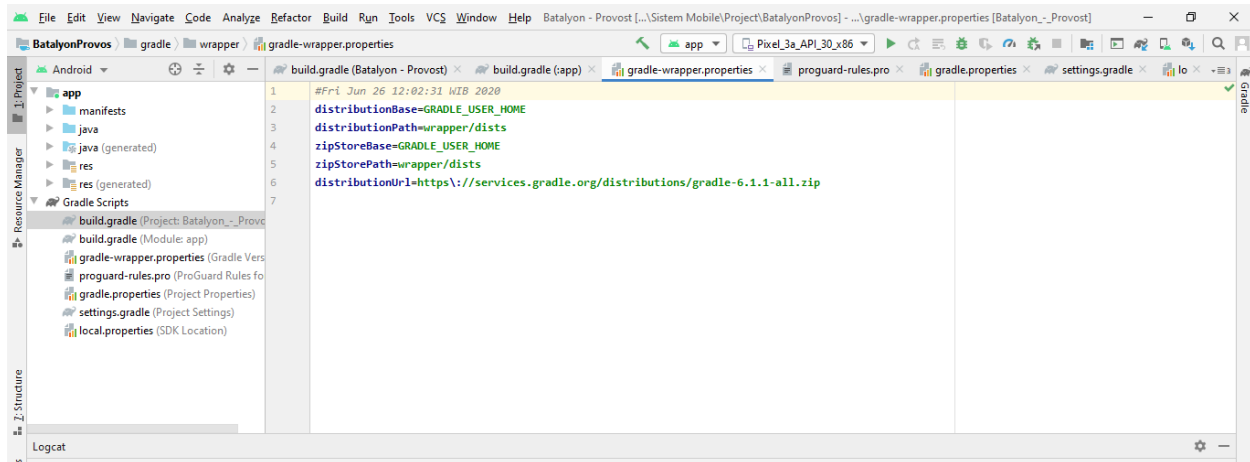 File Edit View Navigate Code Analyze Refactor Build Run Tools VCS Window Help Batalyon - Provost [...\Sistem Mobile\Project\BatalyonProvos] - ...\gradle-wrapper.properties [Batalyon_-_Provost]
BatalyonProvos gradle wrapper gradle-wrapper.properties app Pixel_3a_API_30_x86
Android build.gradle (Batalyon - Provost) build.gradle (:app) gradle-wrapper.properties proguard-rules.pro gradle.properties settings.gradle lo
1: Project
Resource Manager
7: Structure
app
manifests
java
java (generated)
res
res (generated)
Gradle Scripts
build.gradle (Project: Batalyon_-_Provo
build.gradle (Module: app)
gradle-wrapper.properties (Gradle Vers
proguard-rules.pro (ProGuard Rules fo
gradle.properties (Project Properties)
settings.gradle (Project Settings)
local.properties (SDK Location)
1 #Fri Jun 26 12:02:31 WIB 2020
2 distributionBase=GRADLE_USER_HOME
3 distributionPath=wrapper/dists
4 zipStoreBase=GRADLE_USER_HOME
5 zipStorePath=wrapper/dists
6 distributionUrl=https\://services.gradle.org/distributions/gradle-6.1.1-all.zip
7
Gradle
Logcat